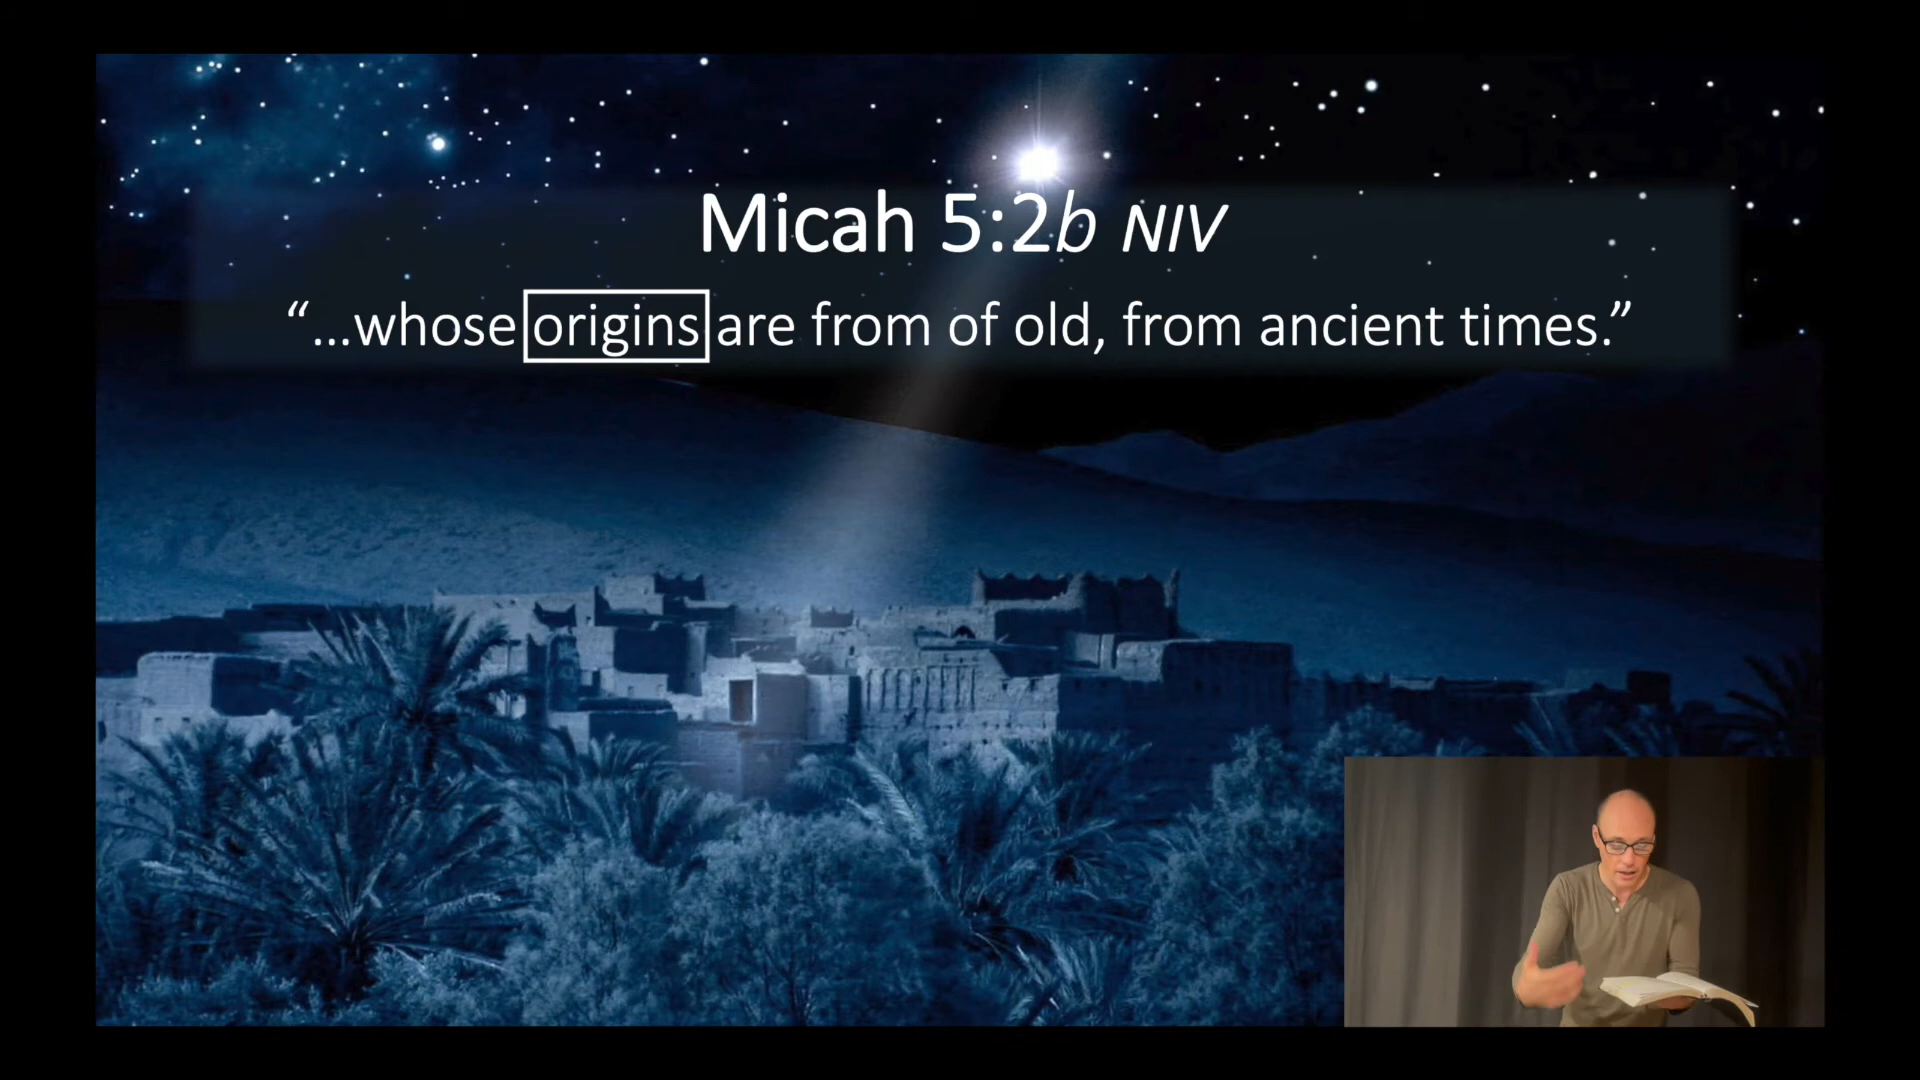 Micah 5:2b NIV
“...whose origins are from of old, from ancient times.”